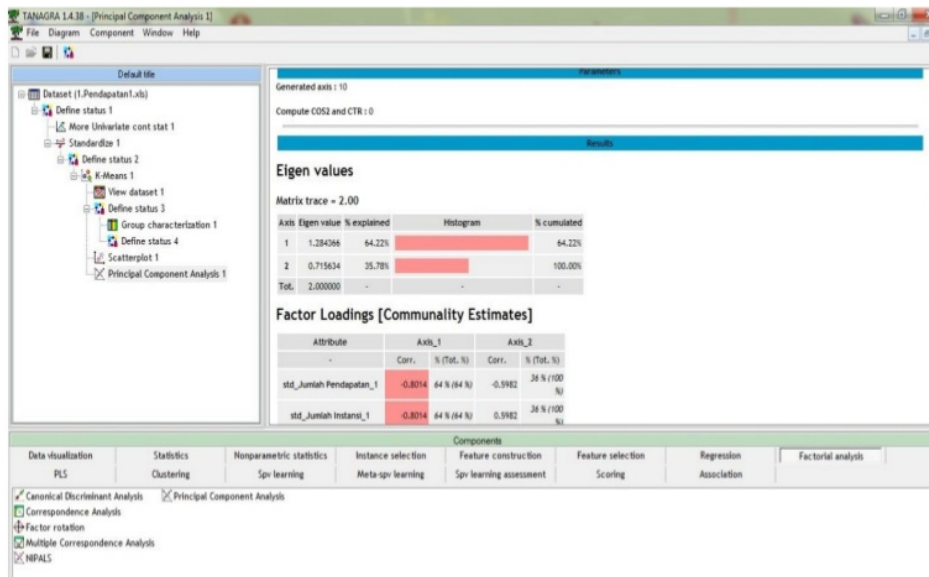 TANAGRA 1.4.38 - [Principal Component Analysis 1]
File Diagram Component Window Help
Default title
Dataset (1.Pendapatan1.xls)
Define status 1
More Univariate cont stat 1
Standardize 1
Define status 2
K-Means 1
View dataset 1
Define status 3
Group characterization 1
Define status 4
Scatterplot 1
Principal Component Analysis 1
Parameters
Generated axis : 10
Compute COS2 and CTR : 0
Results
Eigen values
Matrix trace = 2.00
Axis Eigen value % explained Histogram % cumulated
1 1.284366 64.22% 64.22%
2 0.715634 35.78% 100.00%
Tot. 2.000000 - - -
Factor Loadings [Communality Estimates]
Attribute Axis_1 Axis_2
- Corr. % (Tot. %) Corr. % (Tot. %)
std_Jumlah Pendapatan_1 -0.8014 64 % (64 %) -0.5982 36 % (100 %)
std_Jumlah Instansi_1 -0.8014 64 % (64 %) 0.5982 36 % (100 %)
Components
Data visualization Statistics Nonparametric statistics Instance selection Feature construction Feature selection Regression Factorial analysis
PLS Clustering Spv learning Meta-spv learning Spv learning assessment Scoring Association
Canonical Discriminant Analysis Principal Component Analysis
Correspondence Analysis
Factor rotation
Multiple Correspondence Analysis
NIPALS